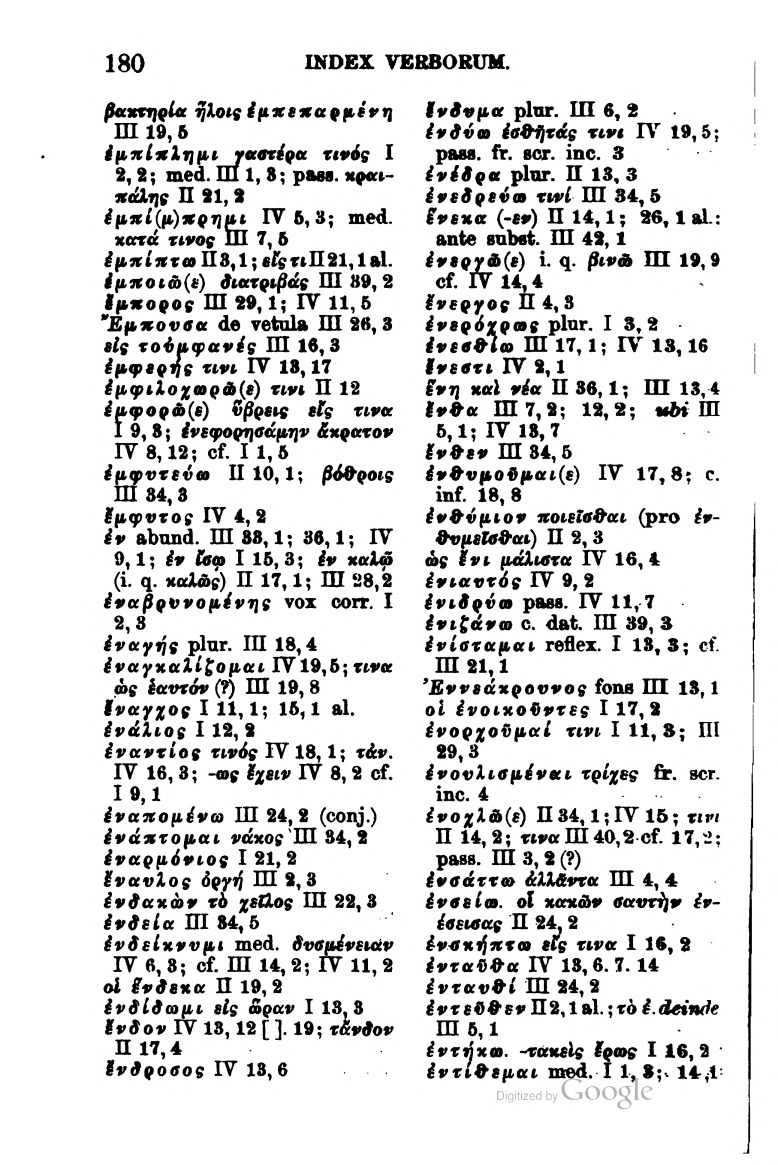 180
INDEX VERBORUM.
βακτηρία ἥλοις ἐμπεπαρμένη
III 19, 5
ἐμπίπλημι γαστέρα τινός I
2, 2; med. III 1, 3; pass. κραι-
πάλης II 21, 2
ἐμπί(μ)πρημι IV 5, 3; med.
κατά τινος III 7, 5
ἐμπίπτω II 3, 1; εἴς τι II 21, 1 al.
ἐμποιῶ(ε) διατριβάς III 39, 2
ἔμπορος III 29, 1; IV 11, 5
Ἔμπουσα de vetula III 26, 3
εἰς τοὐμφανές III 16, 3
ἐμφερής τινι IV 13, 17
ἐμφιλοχωρῶ(ε) τινι II 12
ἐμφορῶ(ε) ὕβρεις εἴς τινα
I 9, 3; ἐνεφορησάμην ἄκρατον
IV 8, 12; cf. I 1, 5
ἐμφυτεύω II 10, 1; βόθροις
III 34, 3
ἔμφυτος IV 4, 2
ἐν abund. III 33, 1; 36, 1; IV
9, 1; ἐν ἴσῳ I 15, 3; ἐν καλῷ
(i. q. καλῶς) II 17, 1; III 28, 2
ἐναβρυνομένης vox corr. I
2, 3
ἐναγής plur. III 18, 4
ἐναγκαλίζομαι IV 19, 5; τινα
ὡς ἑαυτόν (?) III 19, 8
ἔναγχος I 11, 1; 15, 1 al.
ἐνάλιος I 12, 2
ἐναντίος τινός IV 18, 1; τἀν.
IV 16, 3; -ως ἔχειν IV 8, 2 cf.
I 9, 1
ἐναπομένω III 24, 2 (conj.)
ἐνάπτομαι νάκος III 34, 2
ἐναρμόνιος I 21, 2
ἔναυλος ὀργή III 2, 3
ἐνδακὼν τὸ χεῖλος III 22, 3
ἐνδεία III 34, 5
ἐνδείκνυμι med. δυσμένειαν
IV 6, 3; cf. III 14, 2; IV 11, 2
οἱ ἕνδεκα II 19, 2
ἐνδίδωμι εἰς ὥραν I 13, 3
ἔνδον IV 13, 12 [ ]. 19; τἄνδον
II 17, 4
ἔνδροσος IV 13, 6
ἔνδυμα plur. III 6, 2
ἐνδύω ἐσθῆτάς τινι IV 19, 5;
pass. fr. scr. inc. 3
ἐνέδρα plur. II 13, 3
ἐνεδρεύω τινί III 34, 5
ἕνεκα (-εν) II 14, 1; 26, 1 al.:
ante subst. III 42, 1
ἐνεργῶ(ε) i. q. βινῶ III 19, 9
cf. IV 14, 4
ἔνεργος II 4, 3
ἐνερόχρως plur. I 3, 2
ἐνεσθίω III 17, 1; IV 13, 16
ἔνεστι IV 2, 1
ἕνη καὶ νέα II 36, 1; III 13, 4
ἔνθα III 7, 2; 12, 2; ubi III
5, 1; IV 13, 7
ἔνθεν III 34, 5
ἐνθυμοῦμαι(ε) IV 17, 8; c.
inf. 18, 8
ἐνθύμιον ποιεῖσθαι (pro ἐν-
θυμεῖσθαι) II 2, 3
ὡς ἔνι μάλιστα IV 16, 4
ἐνιαυτός IV 9, 2
ἐνιδρύω pass. IV 11, 7
ἐνιζάνω c. dat. III 39, 3
ἐνίσταμαι reflex. I 13, 3; cf.
III 21, 1
Ἐννεάκρουνος fons III 13, 1
οἱ ἐνοικοῦντες I 17, 2
ἐνορχοῦμαί τινι I 11, 3; III
29, 3
ἐνουλισμέναι τρίχες fr. scr.
inc. 4
ἐνοχλῶ(ε) II 34, 1; IV 15; τινι
II 14, 2; τινα III 40, 2 cf. 17, 2;
pass. III 3, 2 (?)
ἐνσάττω ἀλλᾶντα III 4, 4
ἐνσείω. οἷ κακῶν σαυτὴν ἐν-
έσεισας II 24, 2
ἐνσκήπτω εἴς τινα I 16, 2
ἐνταῦθα IV 13, 6. 7. 14
ἐνταυθί III 24, 2
ἐντεῦθεν II 2, 1 al.; τὸ ἐ. deinde
III 5, 1
ἐντήκω. -τακεὶς ἔρως I 16, 2
ἐντίθεμαι med. I 1, 3; 14, 1:
Digitized by Google